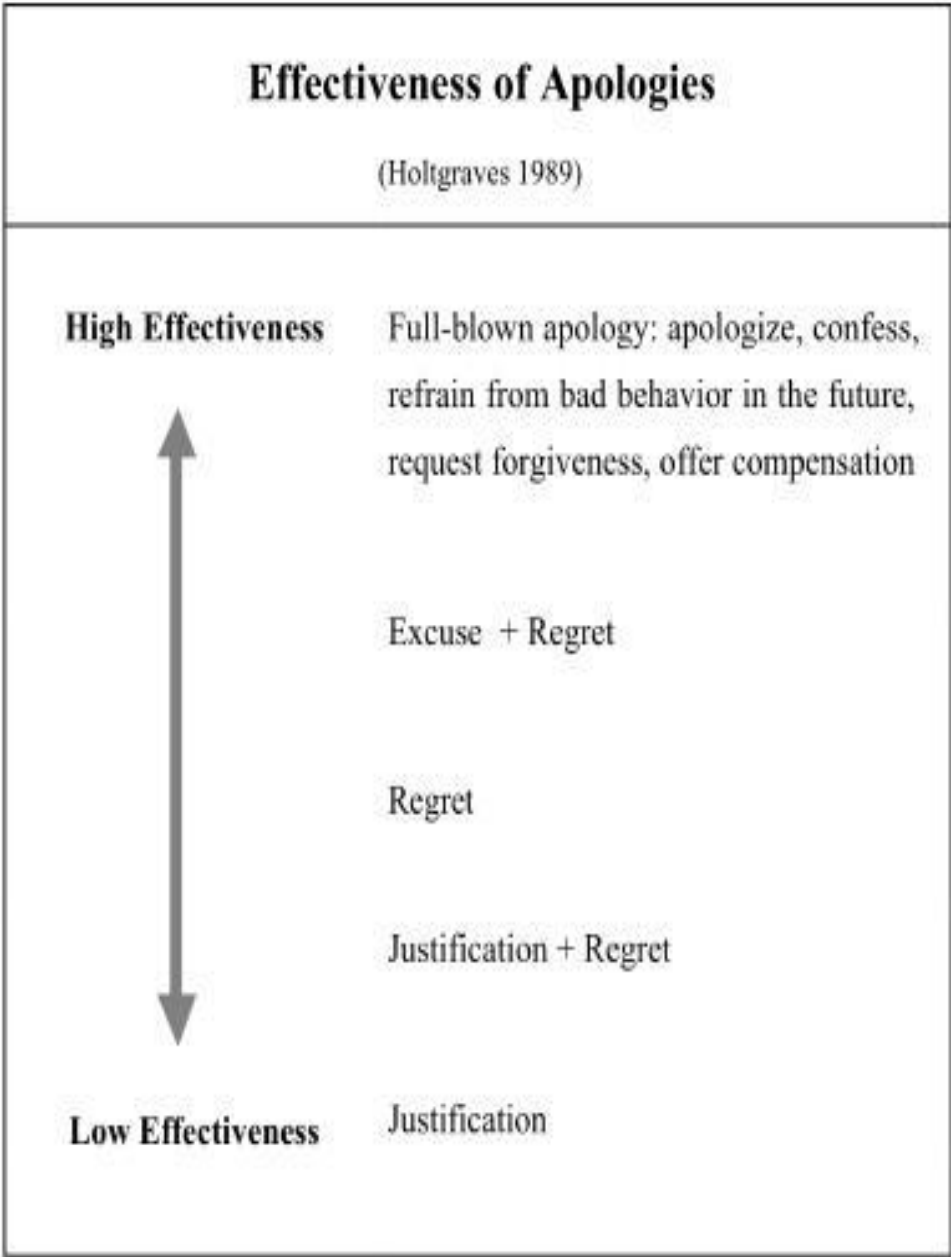 Effectiveness of Apologies
(Holtgraves 1989)
High Effectiveness
Full-blown apology: apologize, confess,
refrain from bad behavior in the future,
request forgiveness, offer compensation
Excuse + Regret
Regret
Justification + Regret
Low Effectiveness
Justification